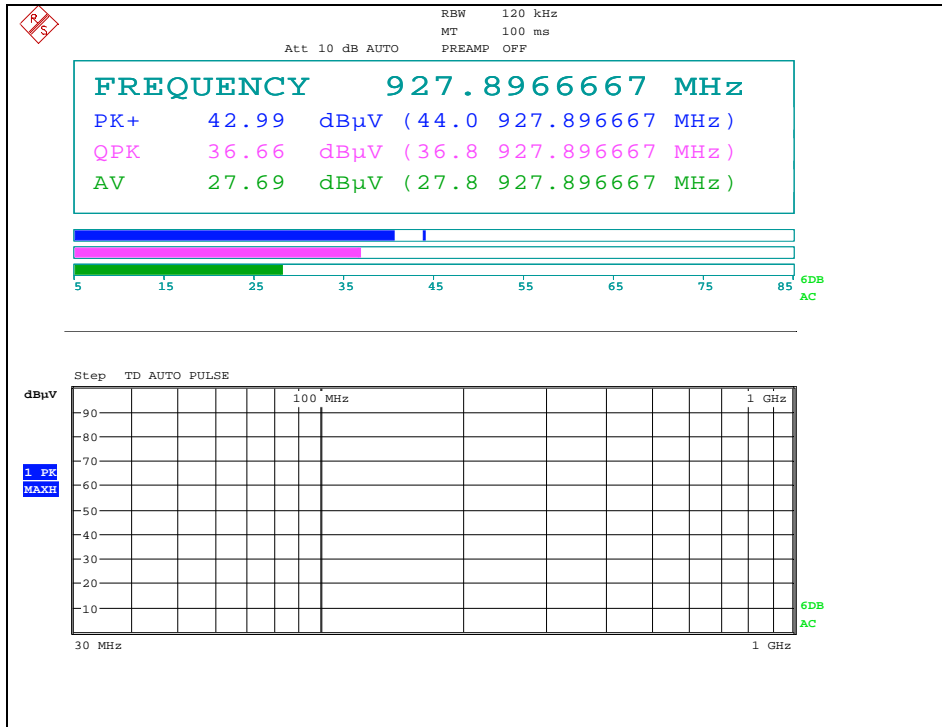 R S
RBW 120 kHz
MT 100 ms
Att 10 dB AUTO PREAMP OFF
FREQUENCY 927.8966667 MHz
PK+ 42.99 dBµV (44.0 927.896667 MHz)
QPK 36.66 dBµV (36.8 927.896667 MHz)
AV 27.69 dBµV (27.8 927.896667 MHz)
5 15 25 35 45 55 65 75 85
6DB
AC
Step TD AUTO PULSE
dBµV
100 MHz 1 GHz
90
80
70
1 PK
MAXH
60
50
40
30
20
10
6DB
AC
30 MHz 1 GHz